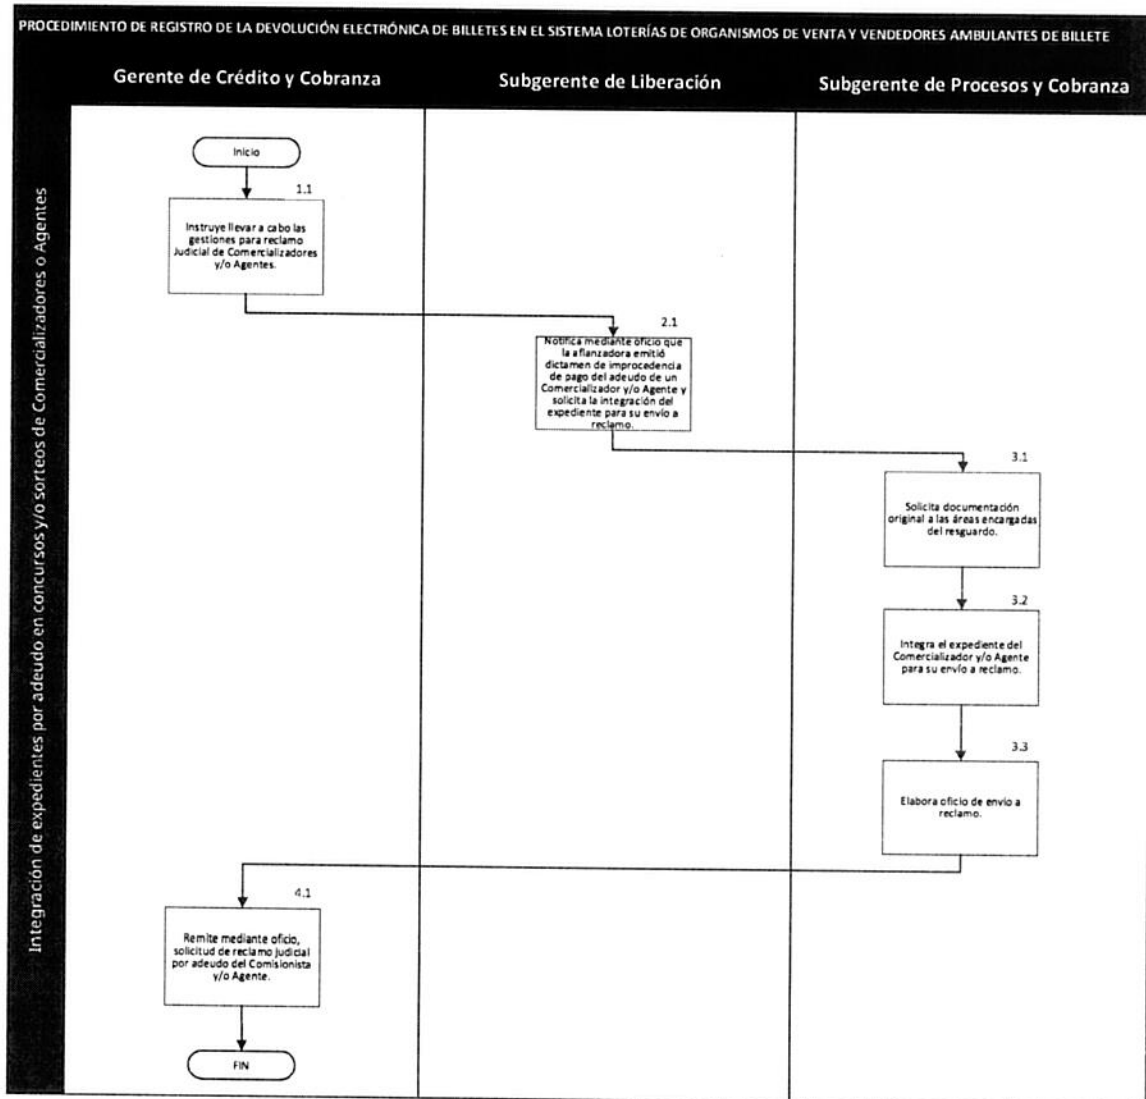 PROCEDIMIENTO DE REGISTRO DE LA DEVOLUCIÓN ELECTRÓNICA DE BILLETES EN EL SISTEMA LOTERÍAS DE ORGANISMOS DE VENTA Y VENDEDORES AMBULANTES DE BILLETE
Gerente de Crédito y Cobranza
Subgerente de Liberación
Subgerente de Procesos y Cobranza
Integración de expedientes por adeudo en concursos y/o sorteos de Comercializadores o Agentes
Inicio
1.1
Instruye llevar a cabo las
gestiones para reclamo
Judicial de Comercializadores
y/o Agentes.
2.1
Notifica mediante oficio que
la afianzadora emitió
dictamen de improcedencia
de pago del adeudo de un
Comercializador y/o Agente y
solicita la integración del
expediente para su envío a
reclamo.
3.1
Solicita documentación
original a las áreas encargadas
del resguardo.
3.2
Integra el expediente del
Comercializador y/o Agente
para su envío a reclamo.
3.3
Elabora oficio de envío a
reclamo.
4.1
Remite mediante oficio,
solicitud de reclamo judicial
por adeudo del Comisionista
y/o Agente.
FIN